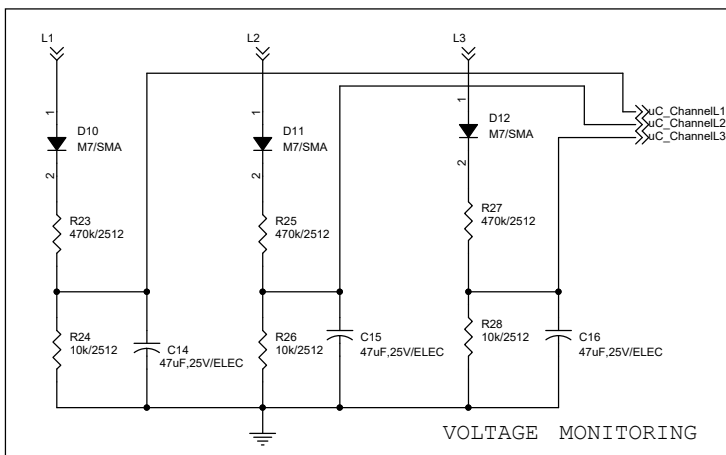 L1
L2
L3
uC_ChannelL1
uC_ChannelL2
uC_ChannelL3
1
D10
M7/SMA
2
1
D11
M7/SMA
2
1
D12
M7/SMA
2
R23
470k/2512
R25
470k/2512
R27
470k/2512
R24
10k/2512
C14
47uF,25V/ELEC
R26
10k/2512
C15
47uF,25V/ELEC
R28
10k/2512
C16
47uF,25V/ELEC
VOLTAGE MONITORING